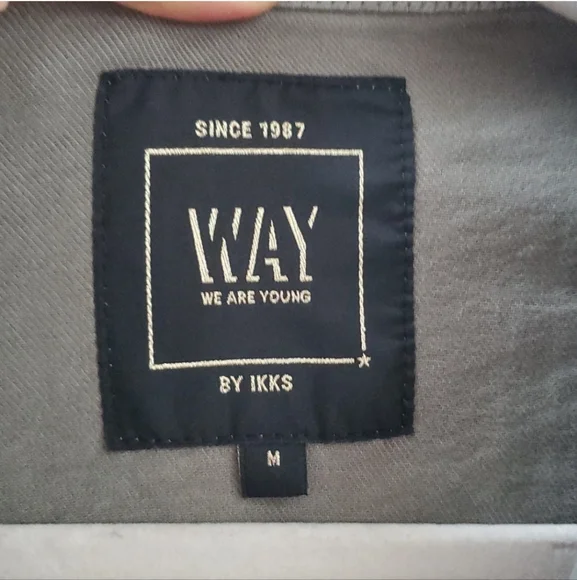 SINCE 1987
WAY
WE ARE YOUNG
BY IKKS
M